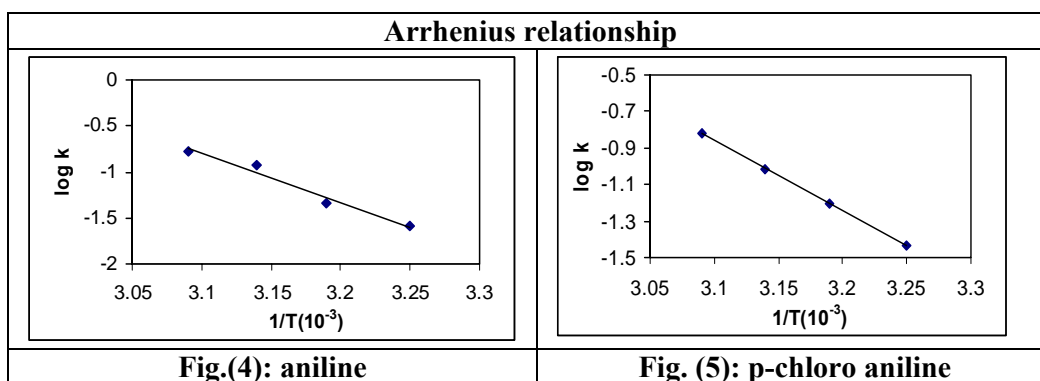 Arrhenius relationship
0
-0.5
-1
-1.5
-2
log k
3.05 3.1 3.15 3.2 3.25 3.3
1/T(10⁻³)
-0.5
-0.7
-0.9
-1.1
-1.3
-1.5
log k
3.05 3.1 3.15 3.2 3.25 3.3
1/T(10⁻³)
Fig.(4): aniline
Fig. (5): p-chloro aniline